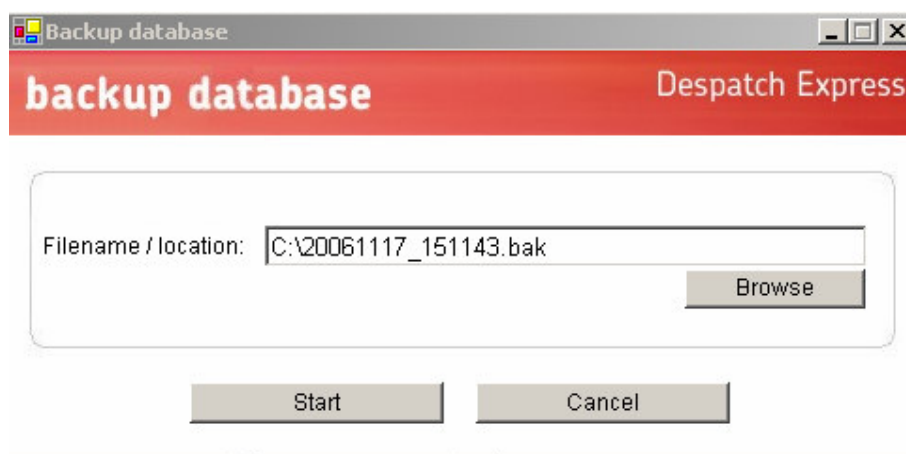 Backup database
backup database
Despatch Express
Filename / location: C:\20061117_151143.bak
Browse
Start Cancel